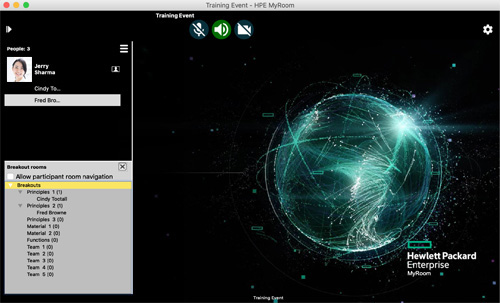 Training Event - HPE MyRoom
Training Event
People: 3
Jerry
Sharma
Cindy To...
Fred Bro...
Breakout rooms
Allow participant room navigation
Breakouts
Principles 1 (1)
Cindy Tootall
Principles 2 (1)
Fred Browne
Principles 3 (0)
Material 1 (0)
Material 2 (0)
Functions (0)
Team 1 (0)
Team 2 (0)
Team 3 (0)
Team 4 (0)
Team 5 (0)
Hewlett Packard
Enterprise
MyRoom
Training Event